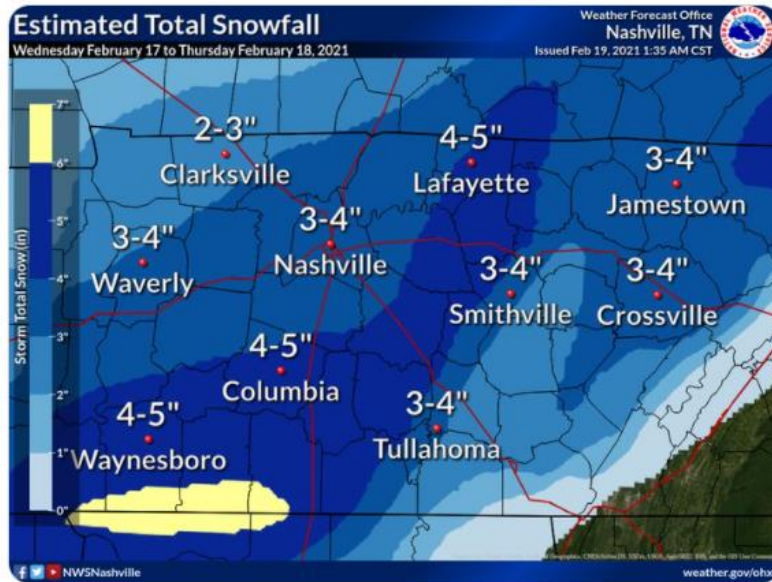 Estimated Total Snowfall
Wednesday February 17 to Thursday February 18, 2021
Weather Forecast Office
Nashville, TN
Issued Feb 19, 2021 1:35 AM CST
NATIONAL WEATHER SERVICE
7"
6"
5"
4"
3"
2"
1"
0"
Storm Total Snow (in)
2-3"
Clarksville
4-5"
Lafayette
3-4"
Jamestown
3-4"
Waverly
3-4"
Nashville
3-4"
Smithville
3-4"
Crossville
4-5"
Columbia
3-4"
Tullahoma
4-5"
Waynesboro
NWSNashville
weather.gov/ohx